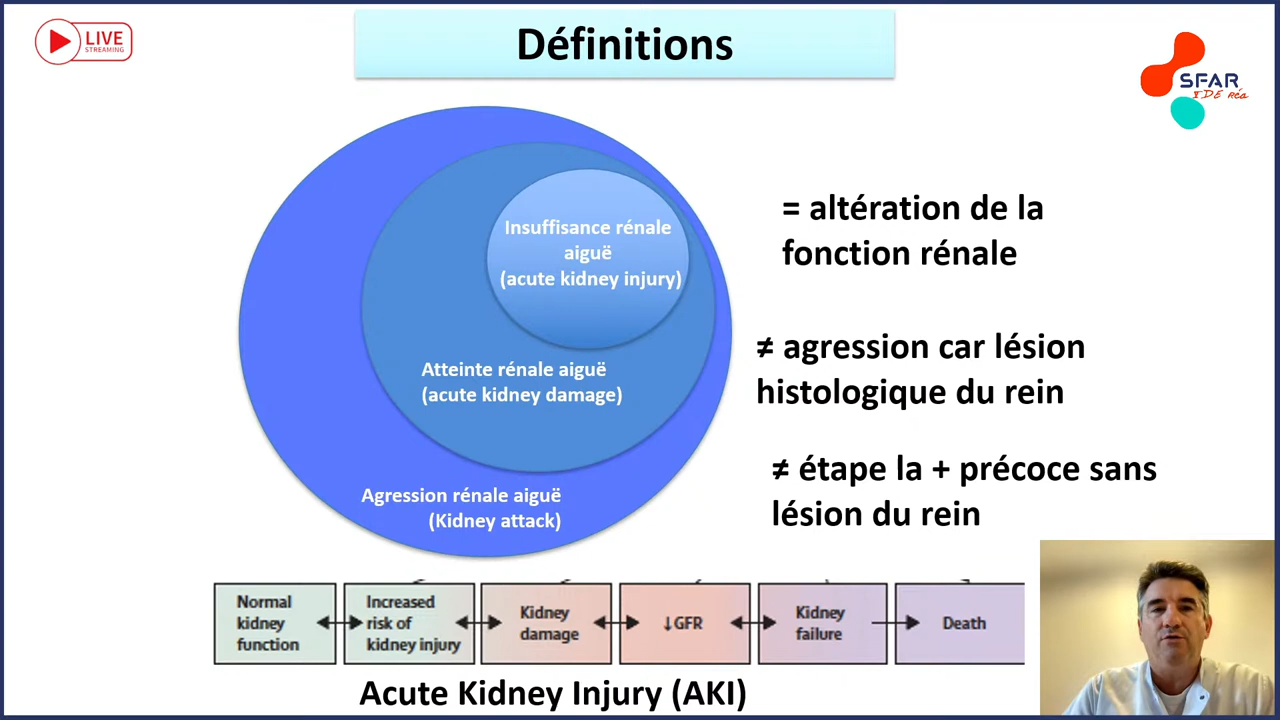 LIVE
STREAMING
Définitions
SFAR
IDE Réa
Insuffisance rénale
aiguë
(acute kidney injury)
= altération de la
fonction rénale
Atteinte rénale aiguë
(acute kidney damage)
≠ agression car lésion
histologique du rein
Agression rénale aiguë
(Kidney attack)
≠ étape la + précoce sans
lésion du rein
Normal
kidney
function
Increased
risk of
kidney injury
Kidney
damage
↓GFR
Kidney
failure
Death
Acute Kidney Injury (AKI)